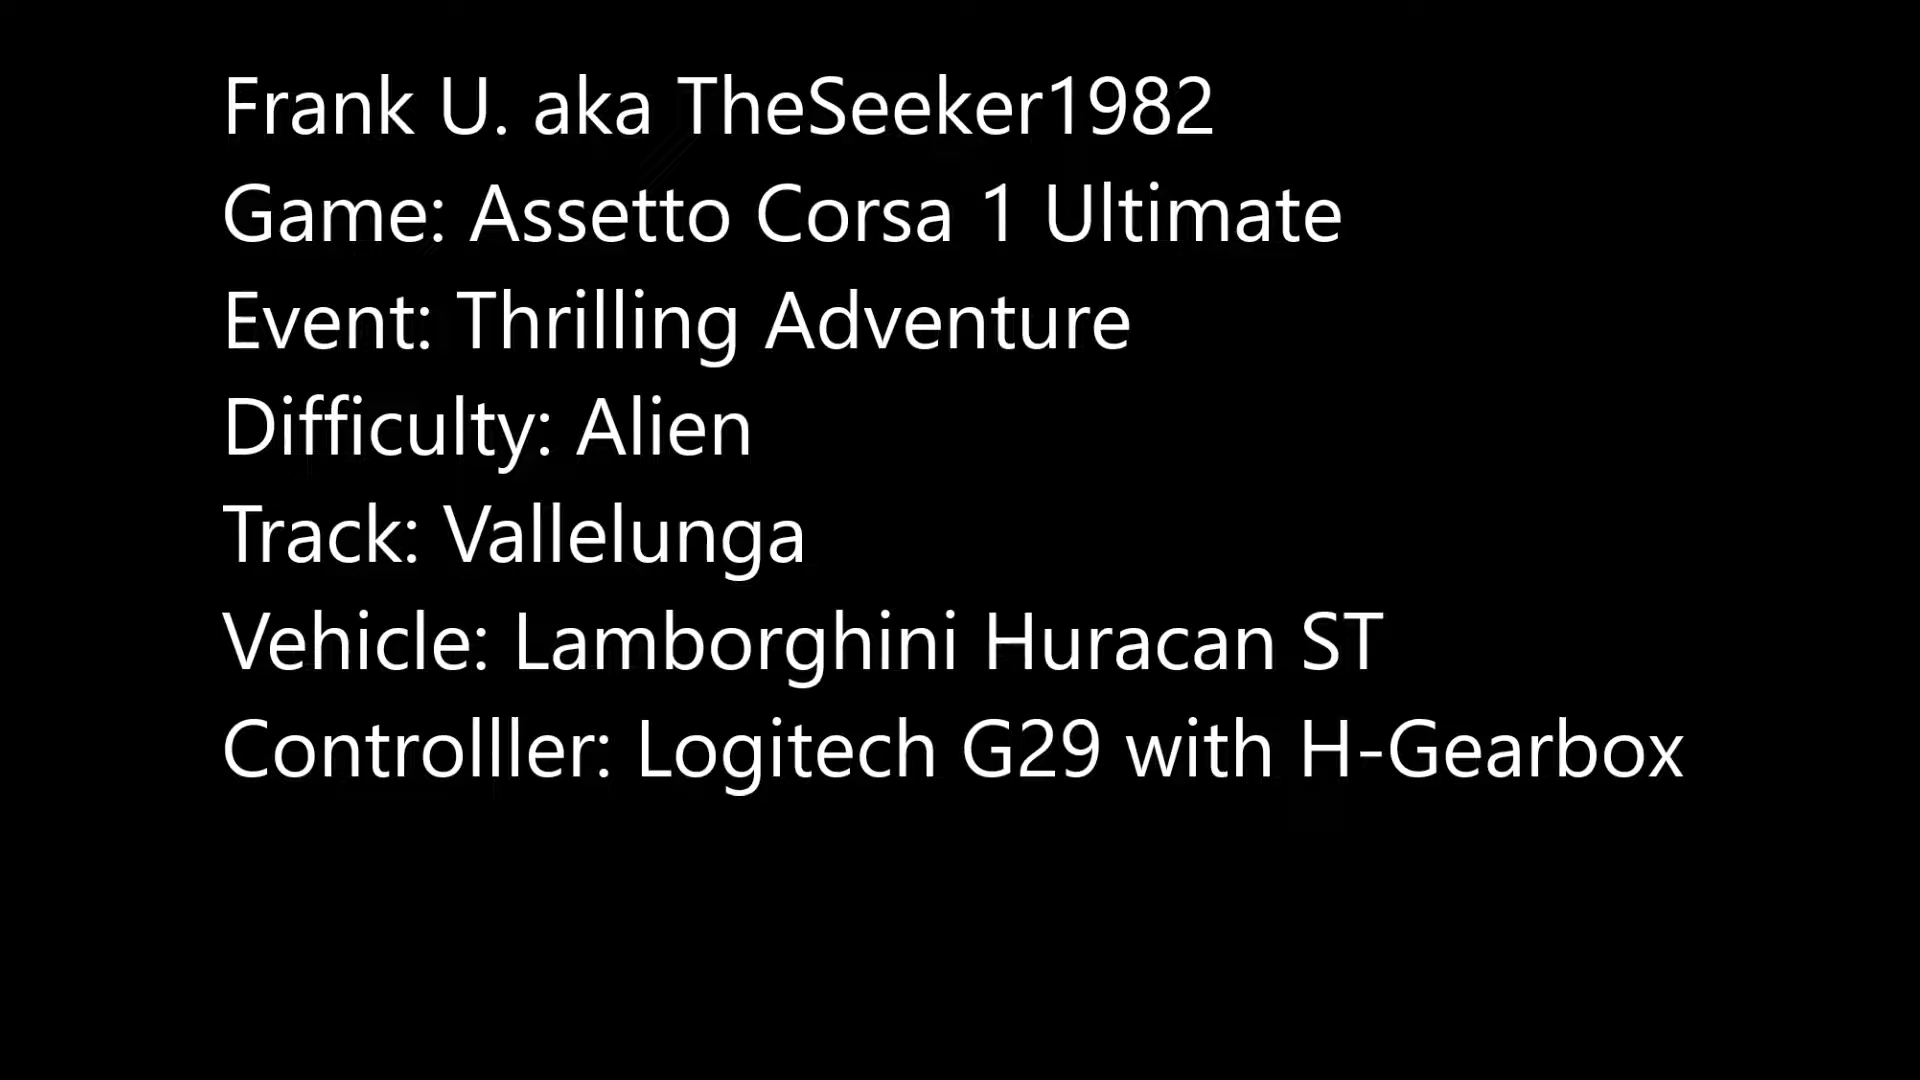 Frank U. aka TheSeeker1982
Game: Assetto Corsa 1 Ultimate
Event: Thrilling Adventure
Difficulty: Alien
Track: Vallelunga
Vehicle: Lamborghini Huracan ST
Controlller: Logitech G29 with H-Gearbox